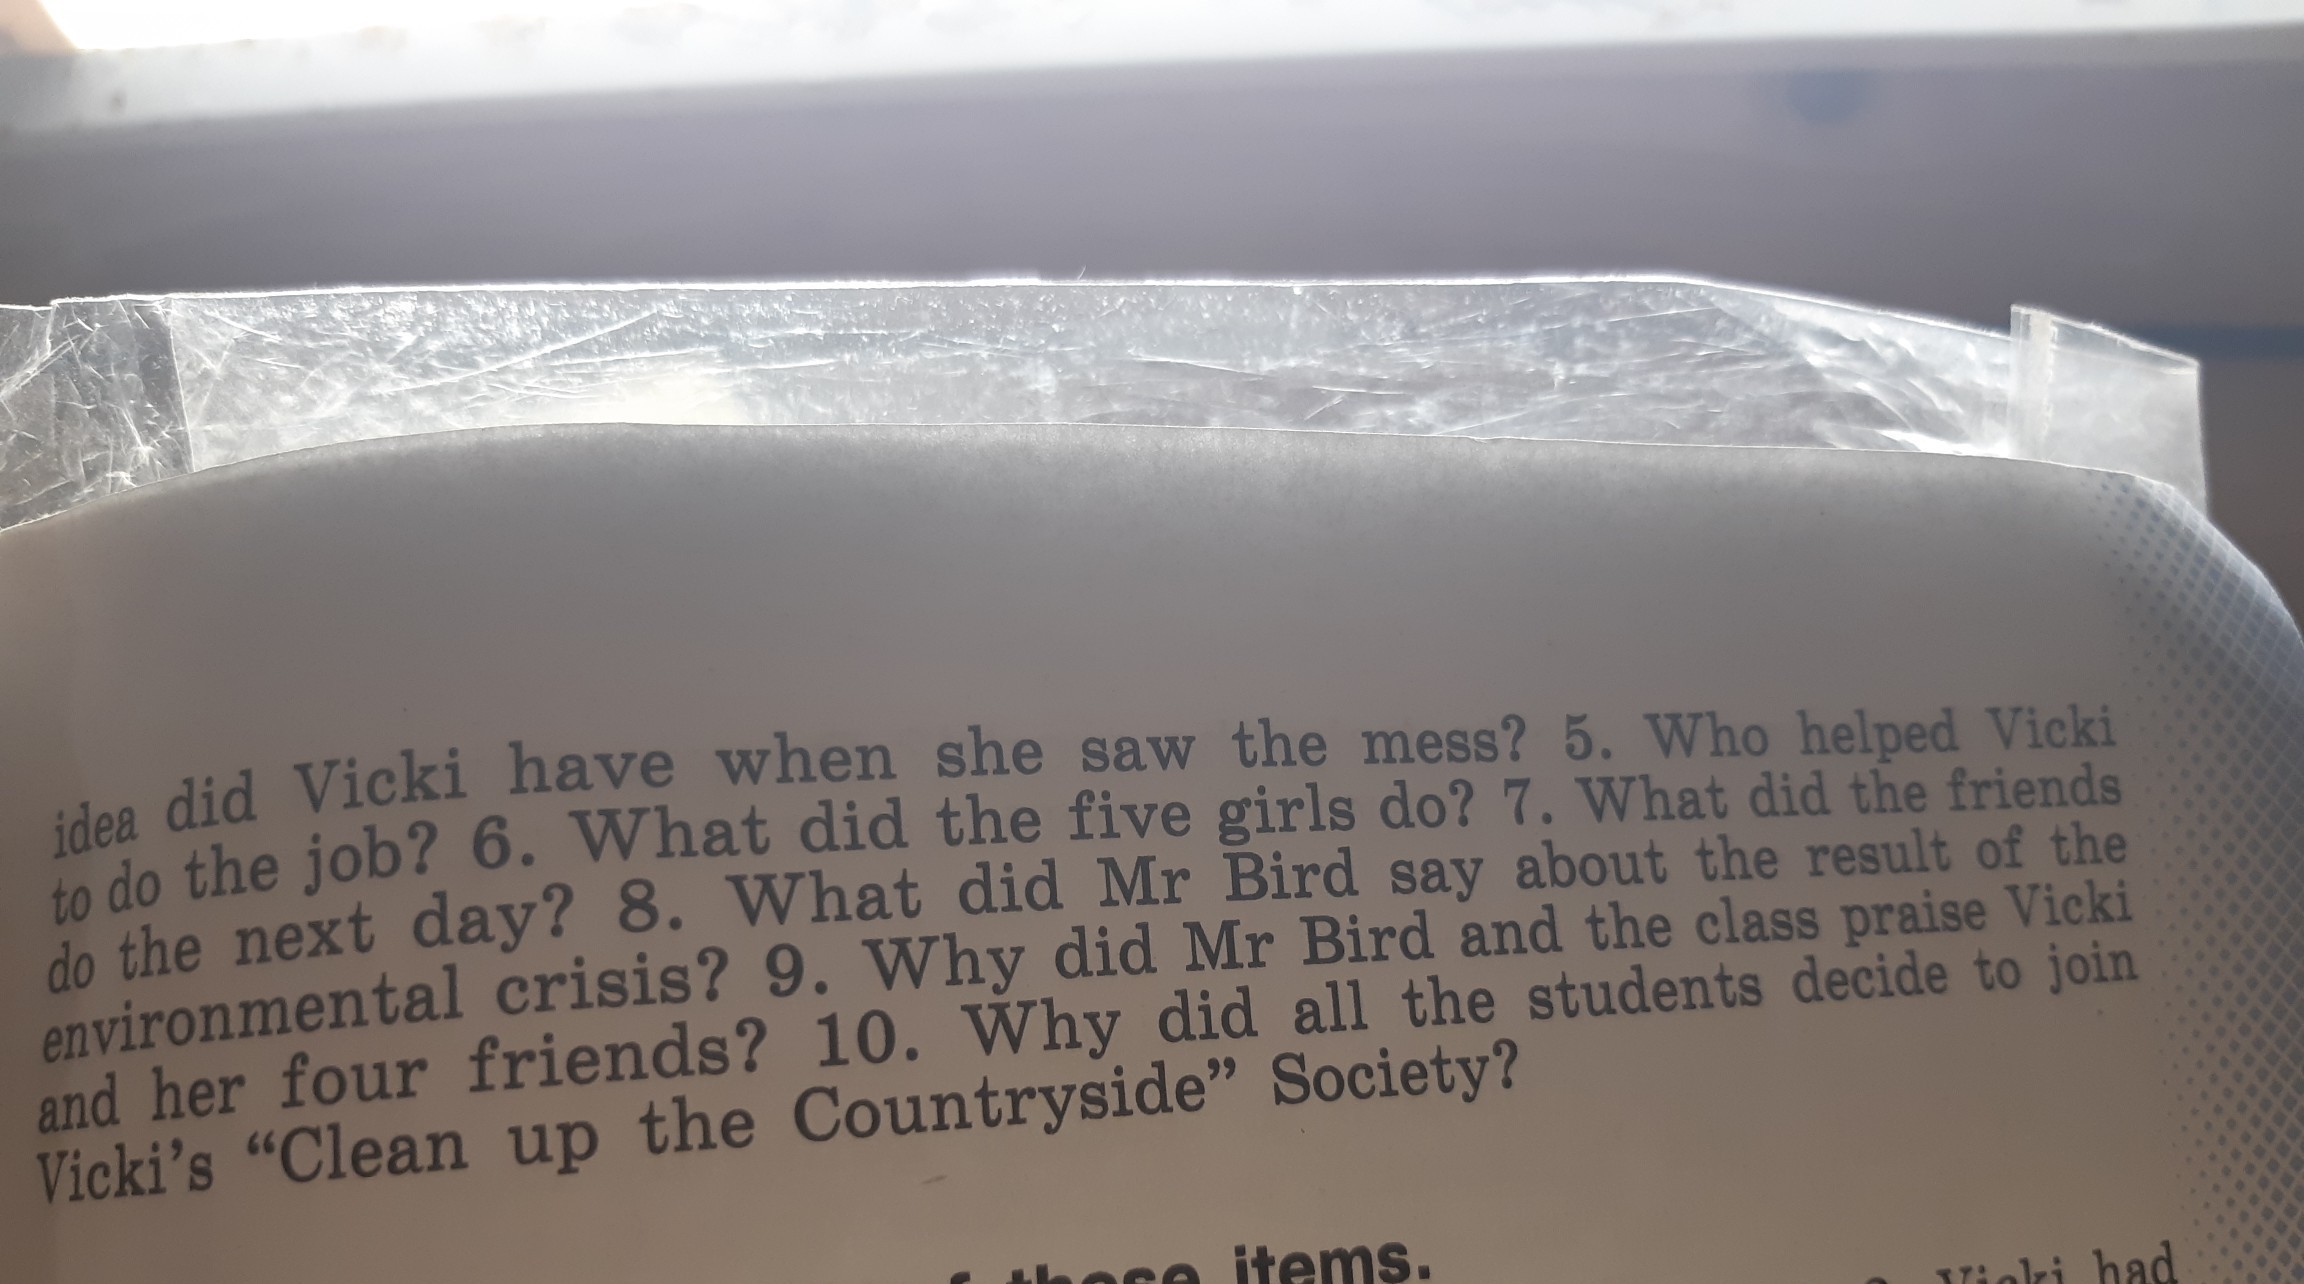 idea did Vicki have when she saw the mess? 5. Who helped Vicki
to do the job? 6. What did the five girls do? 7. What did the friends
do the next day? 8. What did Mr Bird say about the result of the
environmental crisis? 9. Why did Mr Bird and the class praise Vicki
and her four friends? 10. Why did all the students decide to join
Vicki's “Clean up the Countryside” Society?
these items.
Vicki had